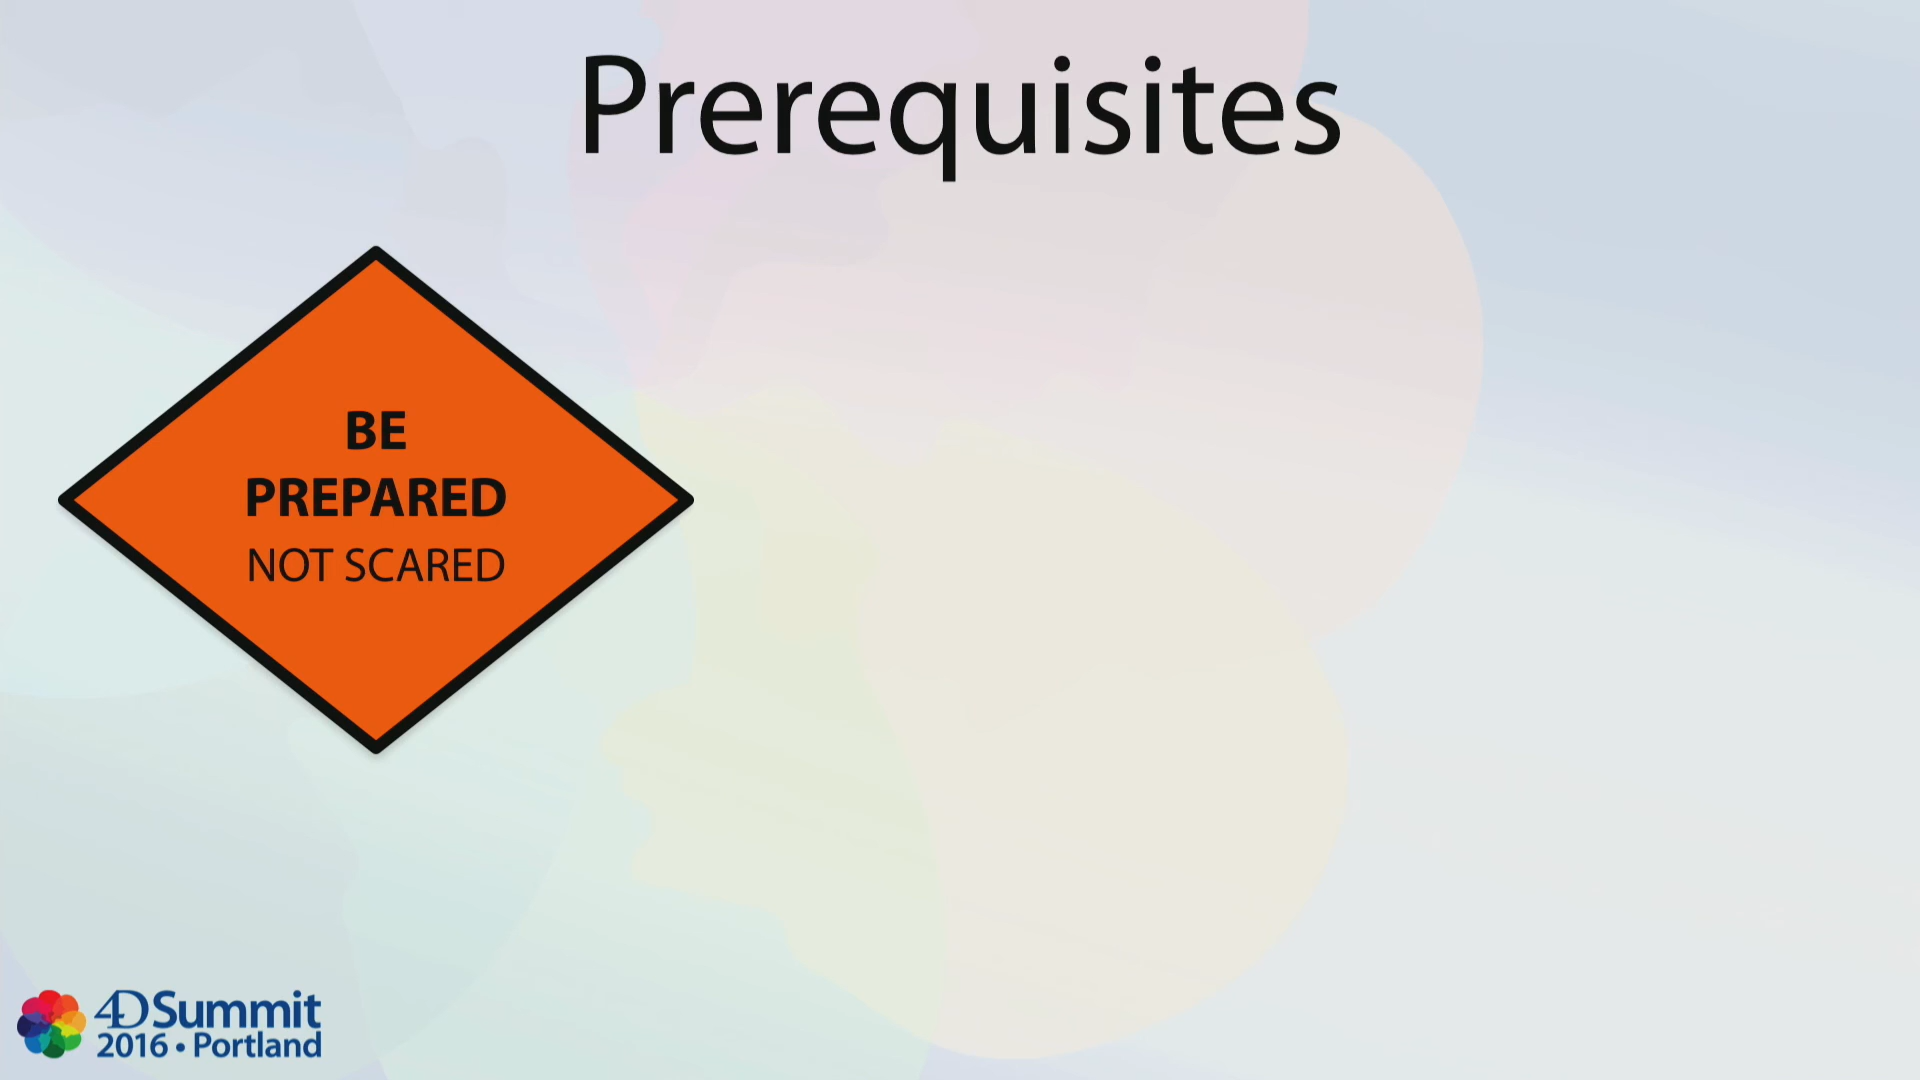 Prerequisites
BE
PREPARED
NOT SCARED
4D Summit
2016 • Portland